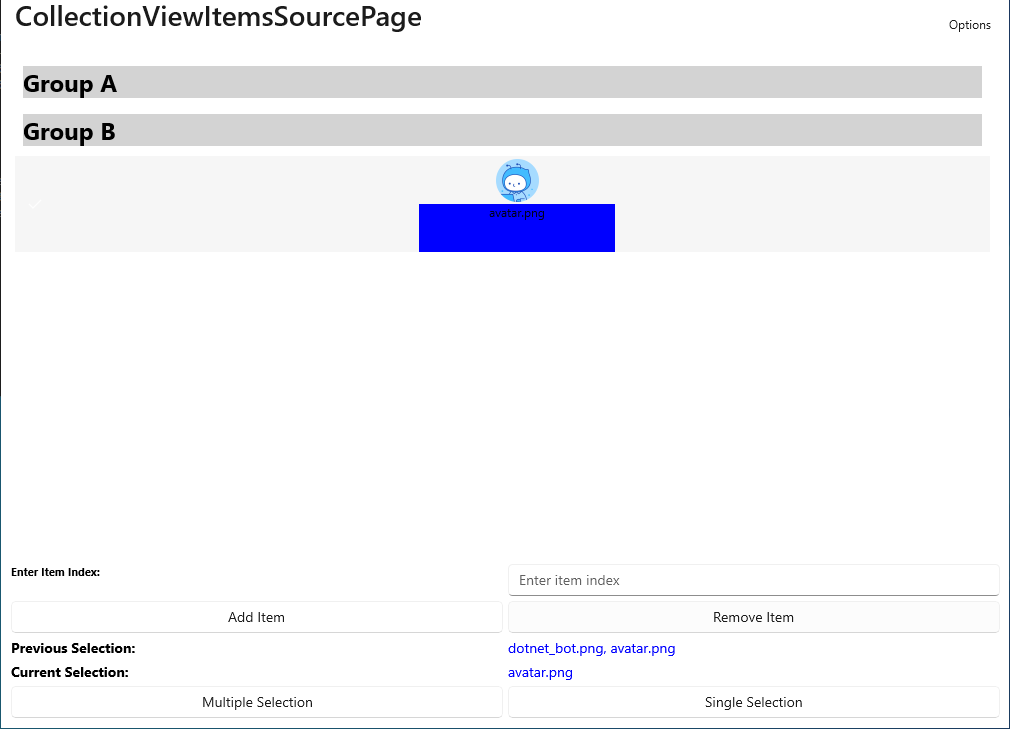 CollectionViewItemsSourcePage
Options
Group A
Group B
avatar.png
Enter Item Index:
Enter item index
Add Item
Remove Item
Previous Selection:
dotnet_bot.png, avatar.png
Current Selection:
avatar.png
Multiple Selection
Single Selection